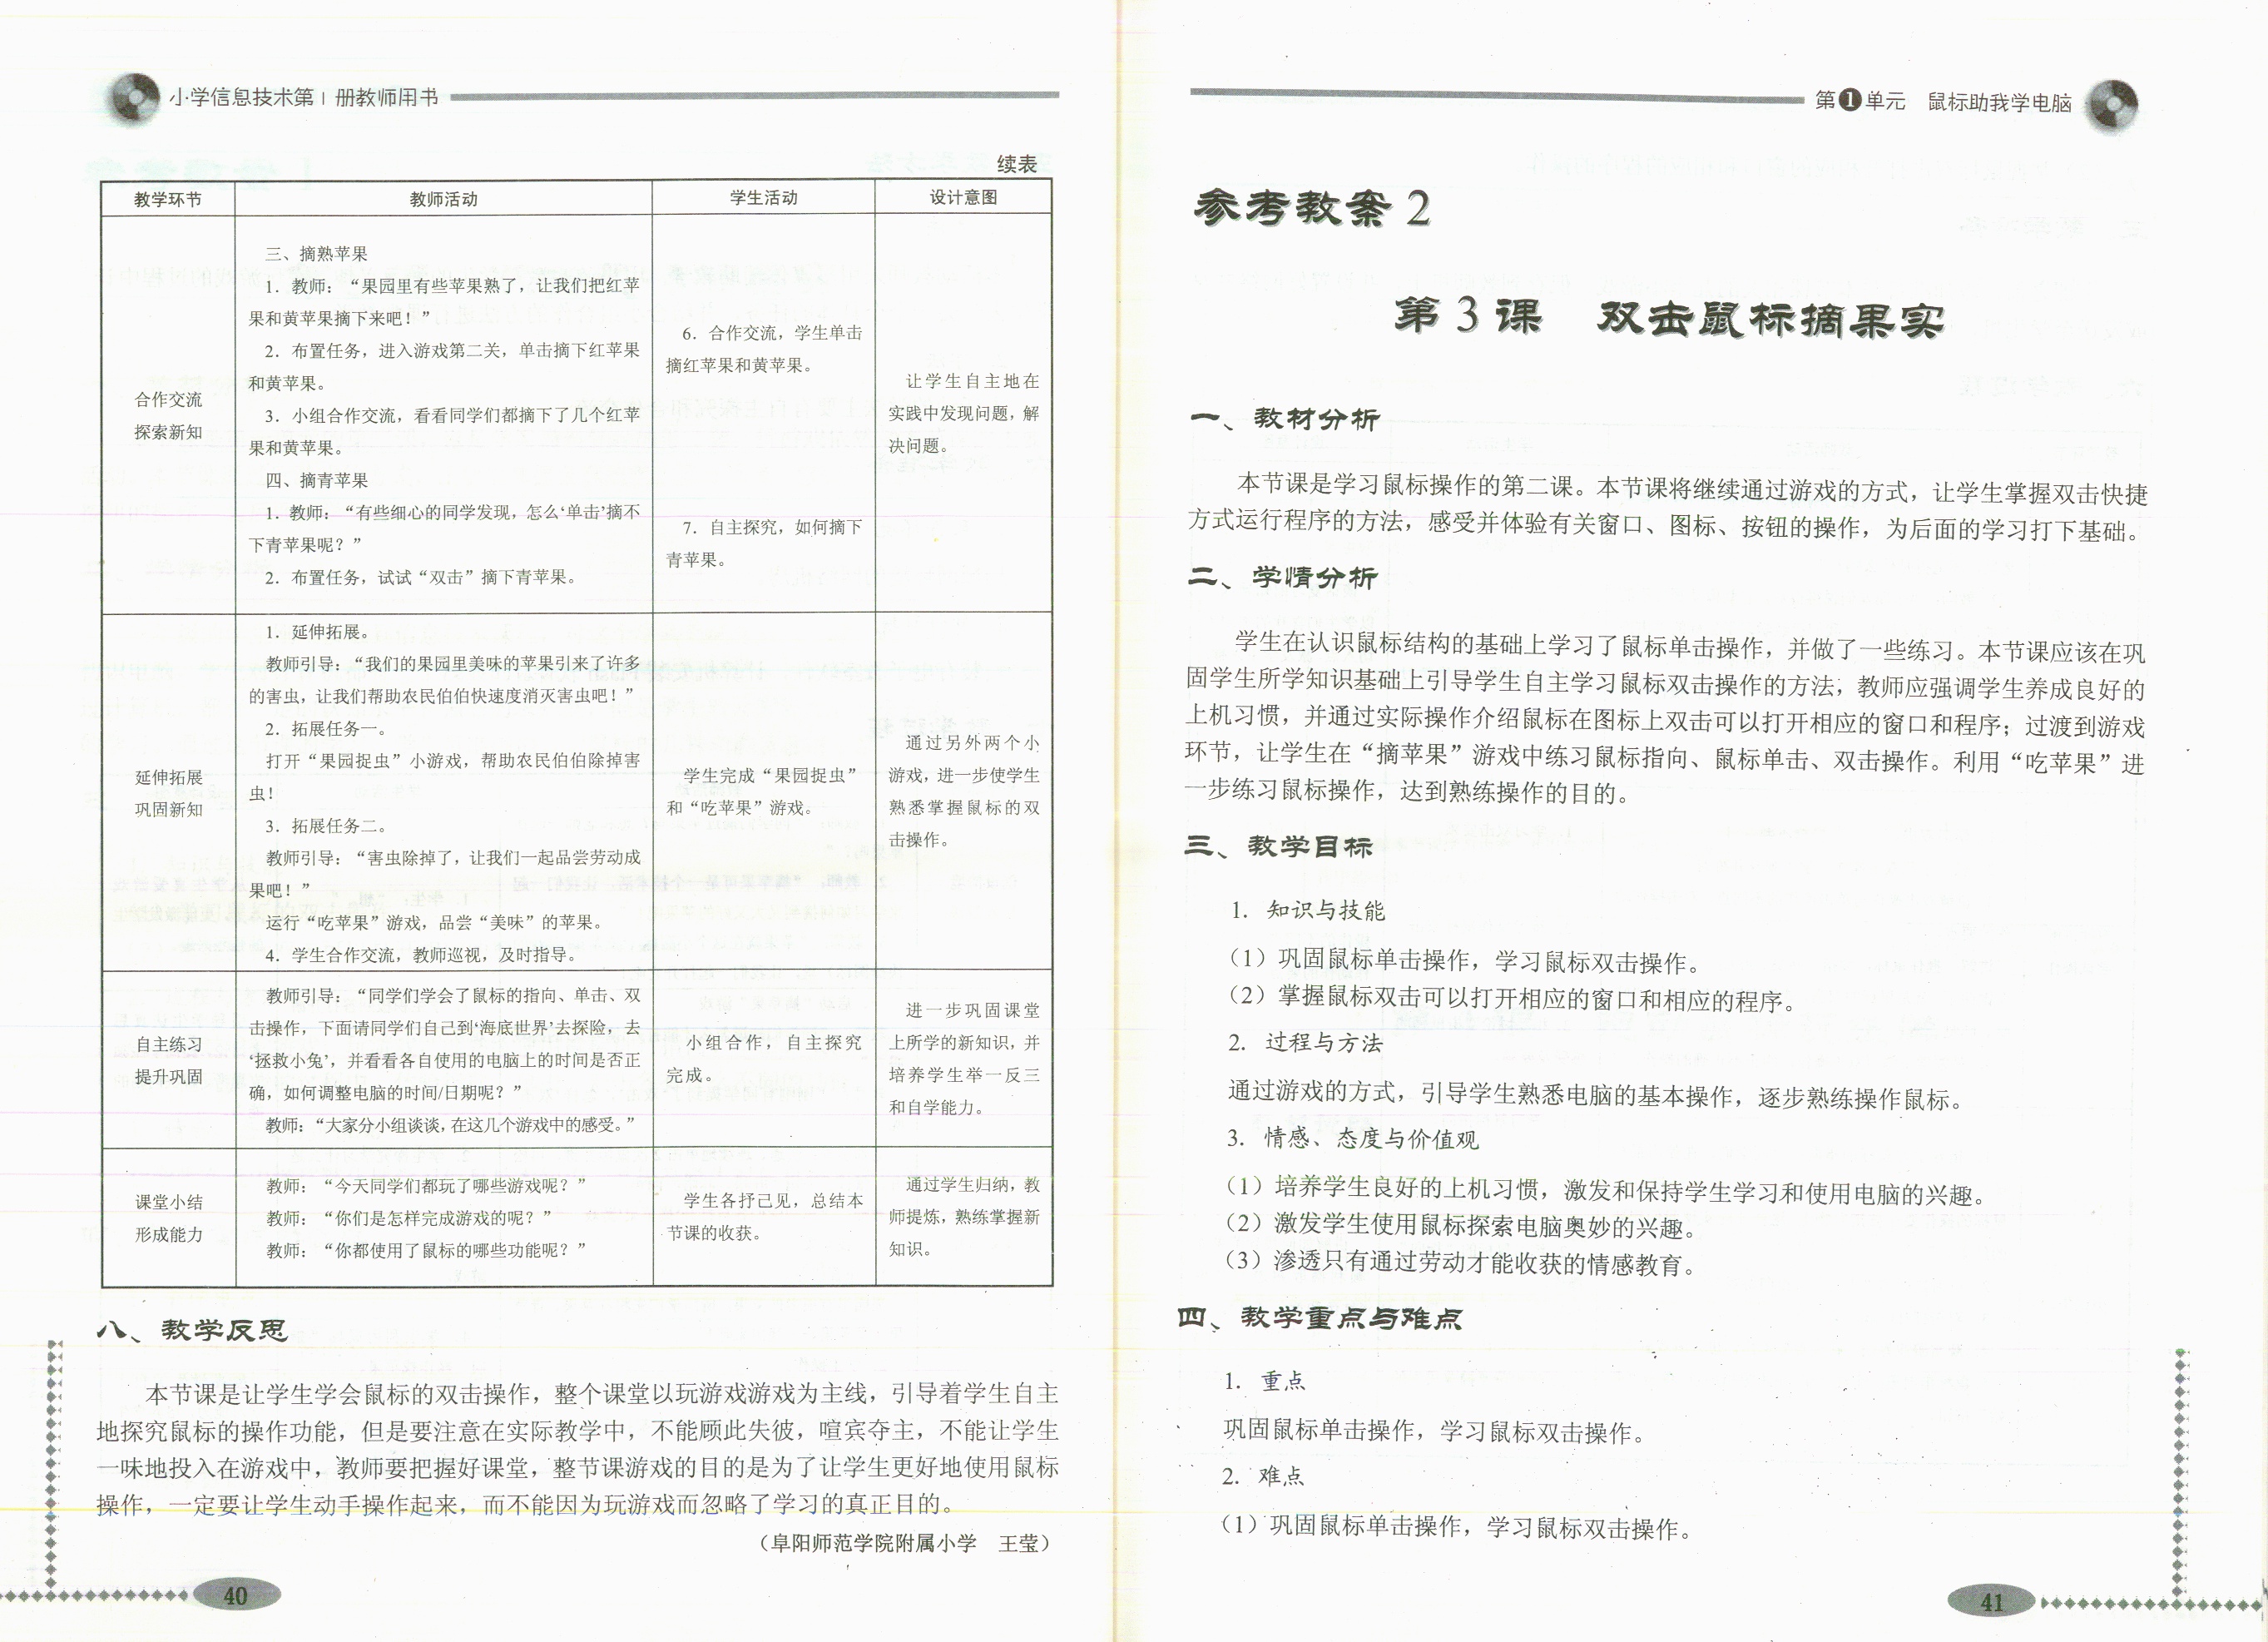 小学信息技术第1册教师用书
续表
教学环节
教师活动
学生活动
设计意图
合作交流
探索新知
三、摘熟苹果
1．教师：“果园里有些苹果熟了，让我们把红苹
果和黄苹果摘下来吧！”
2．布置任务，进入游戏第二关，单击摘下红苹果
和黄苹果。
3．小组合作交流，看看同学们都摘下了几个红苹
果和黄苹果。
四、摘青苹果
1．教师：“有些细心的同学发现，怎么‘单击’摘不
下青苹果呢？”
2．布置任务，试试“双击”摘下青苹果。
6．合作交流，学生单击
摘红苹果和黄苹果。
7．自主探究，如何摘下
青苹果。
让学生自主地在
实践中发现问题，解
决问题。
延伸拓展
巩固新知
1．延伸拓展。
教师引导：“我们的果园里美味的苹果引来了许多
的害虫，让我们帮助农民伯伯快速度消灭害虫吧！”
2．拓展任务一。
打开“果园捉虫”小游戏，帮助农民伯伯除掉害
虫！
3．拓展任务二。
教师引导：“害虫除掉了，让我们一起品尝劳动成
果吧！”
运行“吃苹果”游戏，品尝“美味”的苹果。
4．学生合作交流，教师巡视，及时指导。
学生完成“果园捉虫”
和“吃苹果”游戏。
通过另外两个小
游戏，进一步使学生
熟悉掌握鼠标的双
击操作。
自主练习
提升巩固
教师引导：“同学们学会了鼠标的指向、单击、双
击操作，下面请同学们自己到‘海底世界’去探险，去
‘拯救小兔’，并看看各自使用的电脑上的时间是否正
确，如何调整电脑的时间/日期呢？”
教师：“大家分小组谈谈，在这几个游戏中的感受。”
小组合作，自主探究
完成。
进一步巩固课堂
上所学的新知识，并
培养学生举一反三
和自学能力。
课堂小结
形成能力
教师：“今天同学们都玩了哪些游戏呢？”
教师：“你们是怎样完成游戏的呢？”
教师：“你都使用了鼠标的哪些功能呢？”
学生各抒己见，总结本
节课的收获。
通过学生归纳，教
师提炼，熟练掌握新
知识。
八、教学反思
本节课是让学生学会鼠标的双击操作，整个课堂以玩游戏游戏为主线，引导着学生自主
地探究鼠标的操作功能，但是要注意在实际教学中，不能顾此失彼，喧宾夺主，不能让学生
一味地投入在游戏中，教师要把握好课堂，整节课游戏的目的是为了让学生更好地使用鼠标
操作，一定要让学生动手操作起来，而不能因为玩游戏而忽略了学习的真正目的。
（阜阳师范学院附属小学　王莹）
40
第1单元　鼠标助我学电脑
参考教案2
第3课　双击鼠标摘果实
一、教材分析
本节课是学习鼠标操作的第二课。本节课将继续通过游戏的方式，让学生掌握双击快捷
方式运行程序的方法，感受并体验有关窗口、图标、按钮的操作，为后面的学习打下基础。
二、学情分析
学生在认识鼠标结构的基础上学习了鼠标单击操作，并做了一些练习。本节课应该在巩
固学生所学知识基础上引导学生自主学习鼠标双击操作的方法，教师应强调学生养成良好的
上机习惯，并通过实际操作介绍鼠标在图标上双击可以打开相应的窗口和程序；过渡到游戏
环节，让学生在“摘苹果”游戏中练习鼠标指向、鼠标单击、双击操作。利用“吃苹果”进
一步练习鼠标操作，达到熟练操作的目的。
三、教学目标
1．知识与技能
（1）巩固鼠标单击操作，学习鼠标双击操作。
（2）掌握鼠标双击可以打开相应的窗口和相应的程序。
2．过程与方法
通过游戏的方式，引导学生熟悉电脑的基本操作，逐步熟练操作鼠标。
3．情感、态度与价值观
（1）培养学生良好的上机习惯，激发和保持学生学习和使用电脑的兴趣。
（2）激发学生使用鼠标探索电脑奥妙的兴趣。
（3）渗透只有通过劳动才能收获的情感教育。
四、教学重点与难点
1．重点
巩固鼠标单击操作，学习鼠标双击操作。
2．难点
（1）巩固鼠标单击操作，学习鼠标双击操作。
41